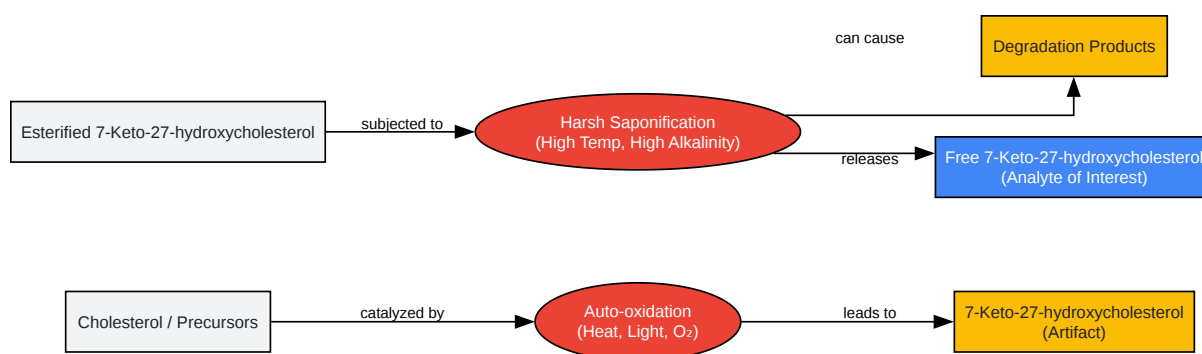 can cause
Degradation Products
Esterified 7-Keto-27-hydroxycholesterol
subjected to
Harsh Saponification
(High Temp, High Alkalinity)
releases
Free 7-Keto-27-hydroxycholesterol
(Analyte of Interest)
Cholesterol / Precursors
catalyzed by
Auto-oxidation
(Heat, Light, O₂)
leads to
7-Keto-27-hydroxycholesterol
(Artifact)